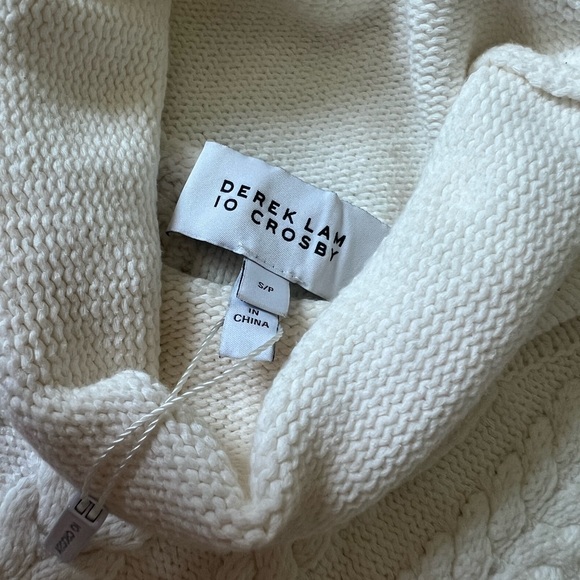 DEREK LAM
10 CROSBY
S/P
IN
CHINA